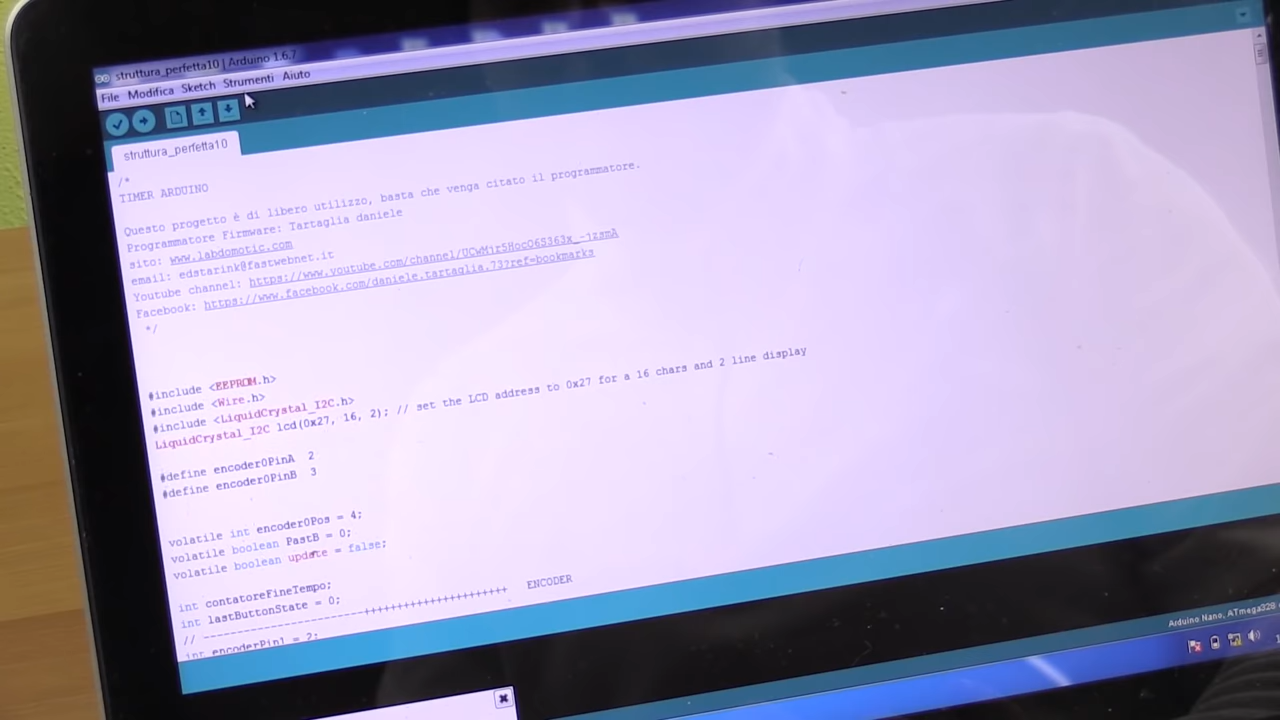 struttura_perfetta10 | Arduino 1.6.7
File Modifica Sketch Strumenti Aiuto
struttura_perfetta10
/*
TIMER ARDUINO
Questo progetto è di libero utilizzo, basta che venga citato il programmatore.
Programmatore Firmware: Tartaglia daniele
sito: www.labdomotic.com
email: edstarink@fastwebnet.it
Youtube channel:
Facebook: https://www.facebook.com/daniele.tartaglia.73?ref=bookmarks
*/
#include <EEPROM.h>
#include <Wire.h>
#include <LiquidCrystal_I2C.h>
LiquidCrystal_I2C lcd(0x27, 16, 2); // set the LCD address to 0x27 for a 16 chars and 2 line display
#define encoder0PinA 2
#define encoder0PinB 3
volatile int encoder0Pos = 4;
volatile boolean PastB = 0;
volatile boolean update = false;
int contatoreFineTempo;
int lastButtonState = 0;
// --------------------++++++++++++++++++++++ ENCODER
int encoderPin1 = 2;
Arduino Nano, ATmega328